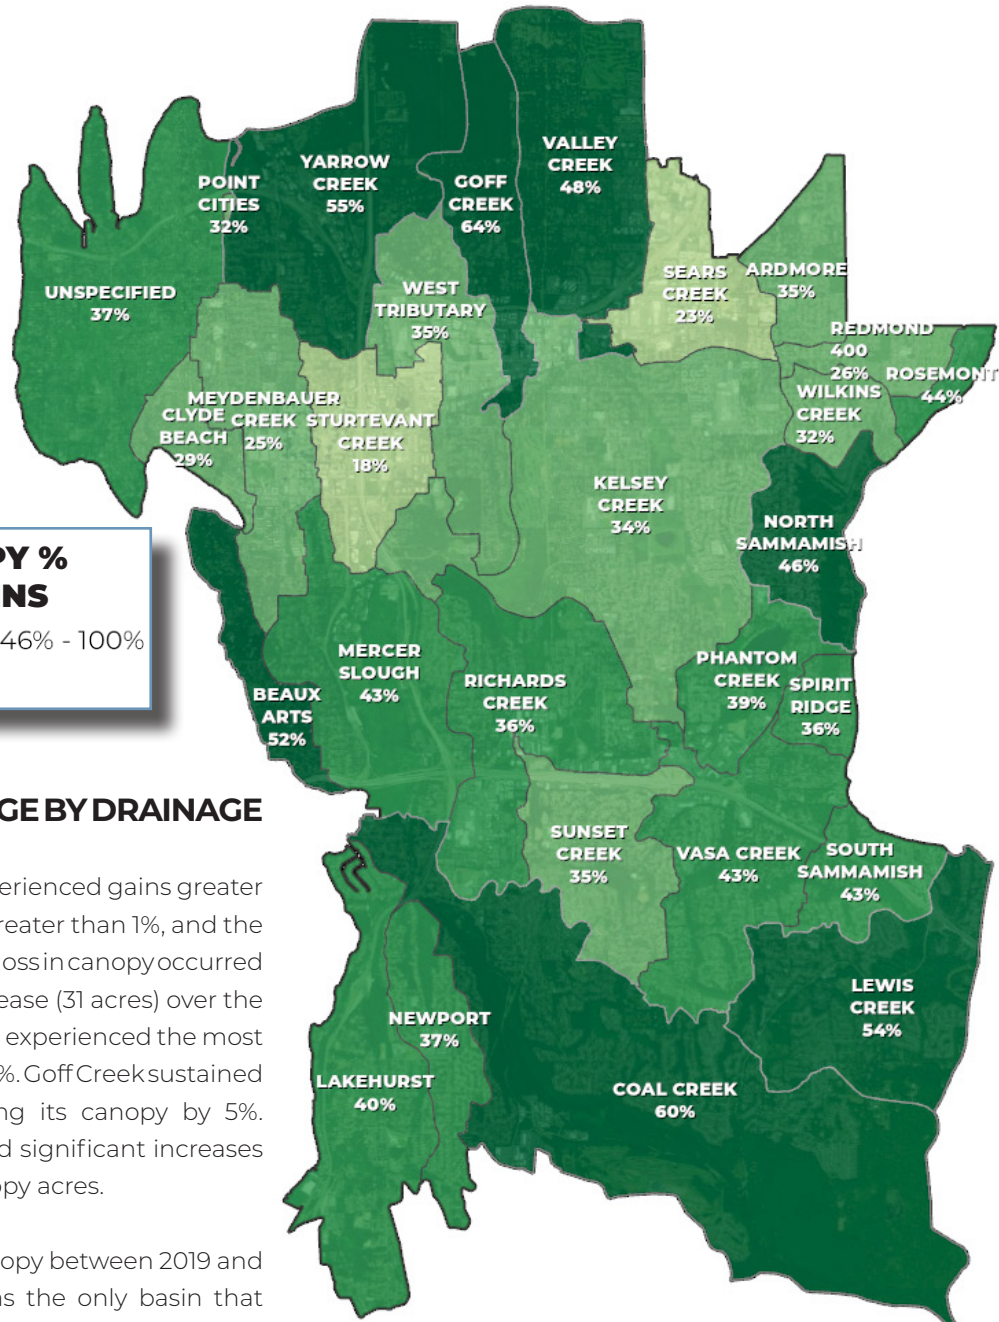 VALLEY
CREEK
48%
YARROW
CREEK
55%
GOFF
CREEK
64%
POINT
CITIES
32%
UNSPECIFIED
37%
WEST
TRIBUTARY
35%
SEARS
CREEK
23%
ARDMORE
35%
REDMOND
400
26%
ROSEMONT
44%
WILKINS
CREEK
32%
MEYDENBAUER
CREEK
25%
CLYDE
BEACH
29%
STURTEVANT
CREEK
18%
KELSEY
CREEK
34%
NORTH
SAMMAMISH
46%
PY %
NS
46% - 100%
MERCER
SLOUGH
43%
BEAUX
ARTS
52%
RICHARDS
CREEK
36%
PHANTOM
CREEK
39%
SPIRIT
RIDGE
36%
SUNSET
CREEK
35%
VASA CREEK
43%
SOUTH
SAMMAMISH
43%
LEWIS
CREEK
54%
NEWPORT
37%
LAKEHURST
40%
COAL CREEK
60%
GE BY DRAINAGE
perienced gains greater
reater than 1%, and the
loss in canopy occurred
ease (31 acres) over the
experienced the most
%. Goff Creek sustained
ng its canopy by 5%.
d significant increases
opy acres.
opy between 2019 and
as the only basin that